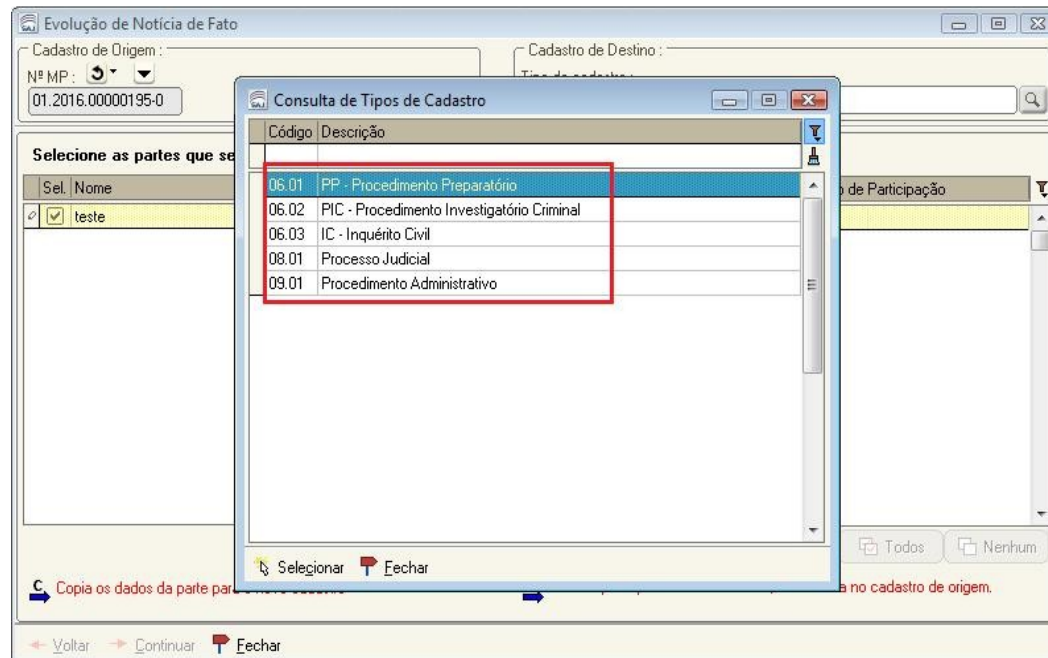 Evolução de Notícia de Fato
Cadastro de Origem :
Cadastro de Destino :
Nº MP :
01.2016.00000195-0
Consulta de Tipos de Cadastro
Código Descrição
06.01 PP - Procedimento Preparatório
06.02 PIC - Procedimento Investigatório Criminal
06.03 IC - Inquérito Civil
08.01 Processo Judicial
09.01 Procedimento Administrativo
Selecione as partes que se
Sel. Nome
de Participação
teste
Selecionar Fechar
Todos Nenhum
C Copia os dados da parte par
a no cadastro de origem.
Voltar Continuar Fechar